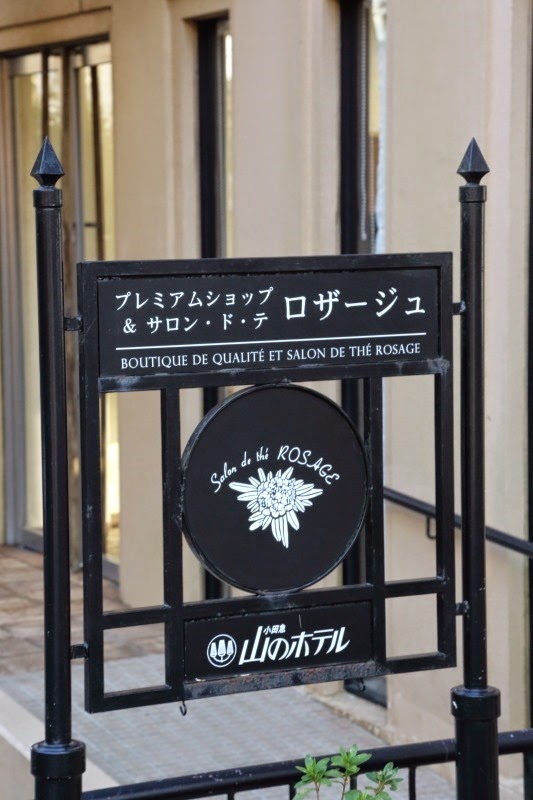 プレミアムショップ
& サロン・ド・テ ロザージュ
BOUTIQUE DE QUALITÉ ET SALON DE THÉ ROSAGE
Salon de thé ROSAGE
小田急
山のホテル